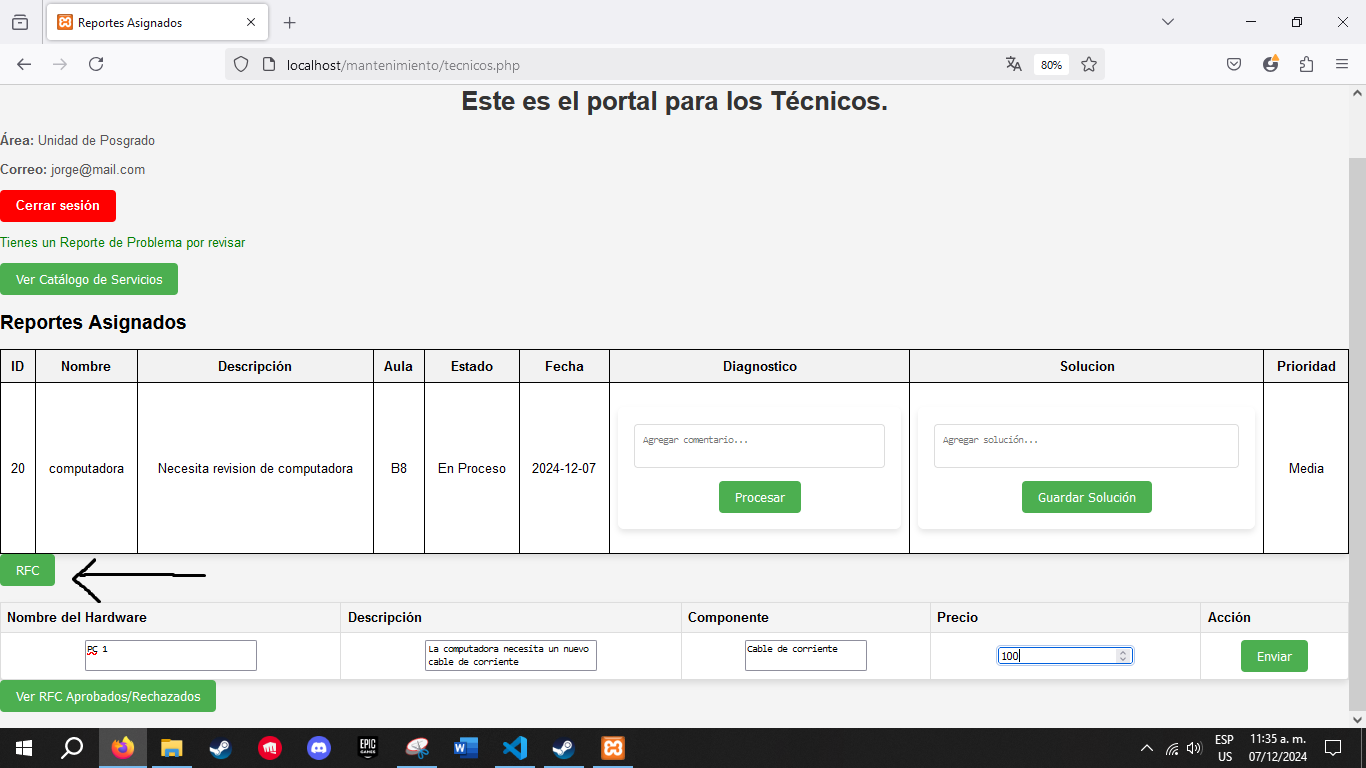 Reportes Asignados
localhost/mantenimiento/tecnicos.php
80%
Este es el portal para los Técnicos.
Área: Unidad de Posgrado
Correo: jorge@mail.com
Cerrar sesión
Tienes un Reporte de Problema por revisar
Ver Catálogo de Servicios
Reportes Asignados
ID Nombre Descripción Aula Estado Fecha Diagnostico Solucion Prioridad
Agregar comentario... Agregar solución...
20 computadora Necesita revision de computadora B8 En Proceso 2024-12-07 Media
Procesar Guardar Solución
RFC
Nombre del Hardware Descripción Componente Precio Acción
PC 1 La computadora necesita un nuevo Cable de corriente
cable de corriente 100 Enviar
Ver RFC Aprobados/Rechazados
EPIC GAMES
ESP 11:35 a. m.
US 07/12/2024